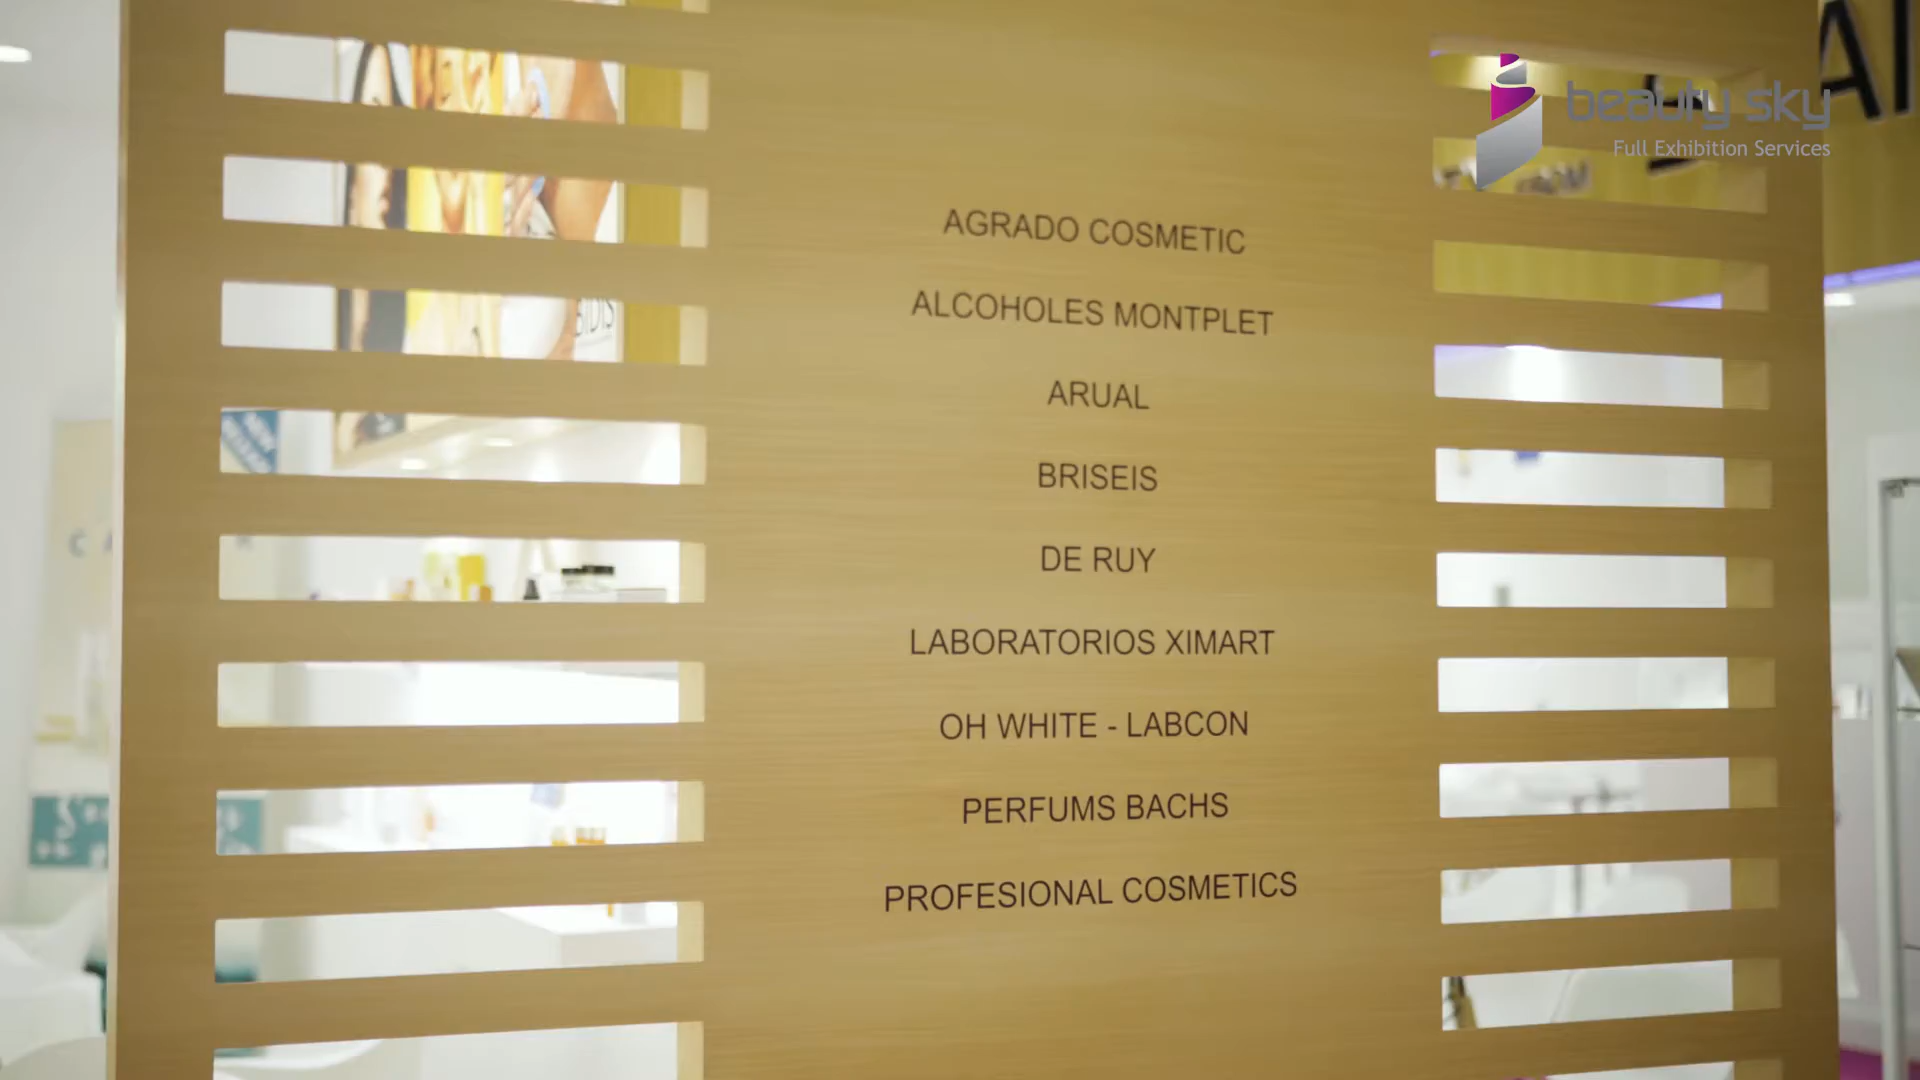 beauty sky
Full Exhibition Services
AGRADO COSMETIC
ALCOHOLES MONTPLET
ARUAL
BRISEIS
DE RUY
LABORATORIOS XIMART
OH WHITE - LABCON
PERFUMS BACHS
PROFESIONAL COSMETICS